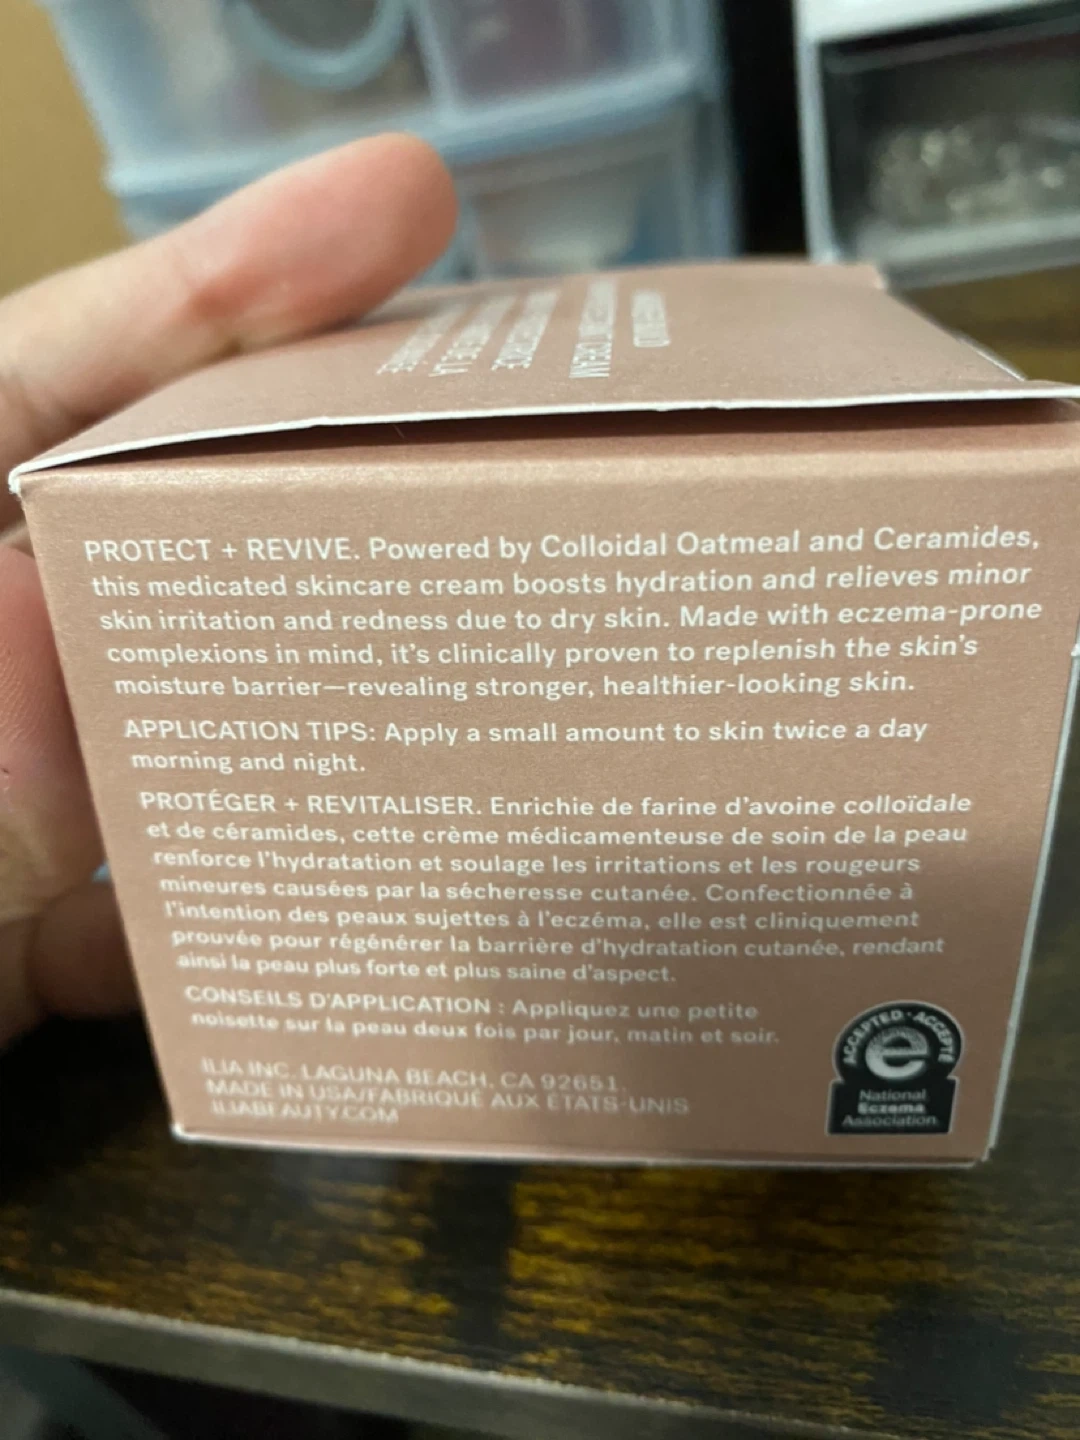 CREAM
PROTECT + REVIVE. Powered by Colloidal Oatmeal and Ceramides,
this medicated skincare cream boosts hydration and relieves minor
skin irritation and redness due to dry skin. Made with eczema-prone
complexions in mind, it's clinically proven to replenish the skin's
moisture barrier—revealing stronger, healthier-looking skin.
APPLICATION TIPS: Apply a small amount to skin twice a day
morning and night.
PROTÉGER + REVITALISER. Enrichie de farine d'avoine colloïdale
et de céramides, cette crème médicamenteuse de soin de la peau
renforce l'hydratation et soulage les irritations et les rougeurs
mineures causées par la sécheresse cutanée. Confectionnée à
l'intention des peaux sujettes à l'eczéma, elle est cliniquement
prouvée pour régénérer la barrière d'hydratation cutanée, rendant
ainsi la peau plus forte et plus saine d'aspect.
CONSEILS D'APPLICATION : Appliquez une petite
noisette sur la peau deux fois par jour, matin et soir.
ILIA INC. LAGUNA BEACH, CA 92651
MADE IN USA/FABRIQUÉ AUX ÉTATS-UNIS
ILIABEAUTY.COM
ACCEPTED · ACCEPTÉ
e
National
Eczema
Association